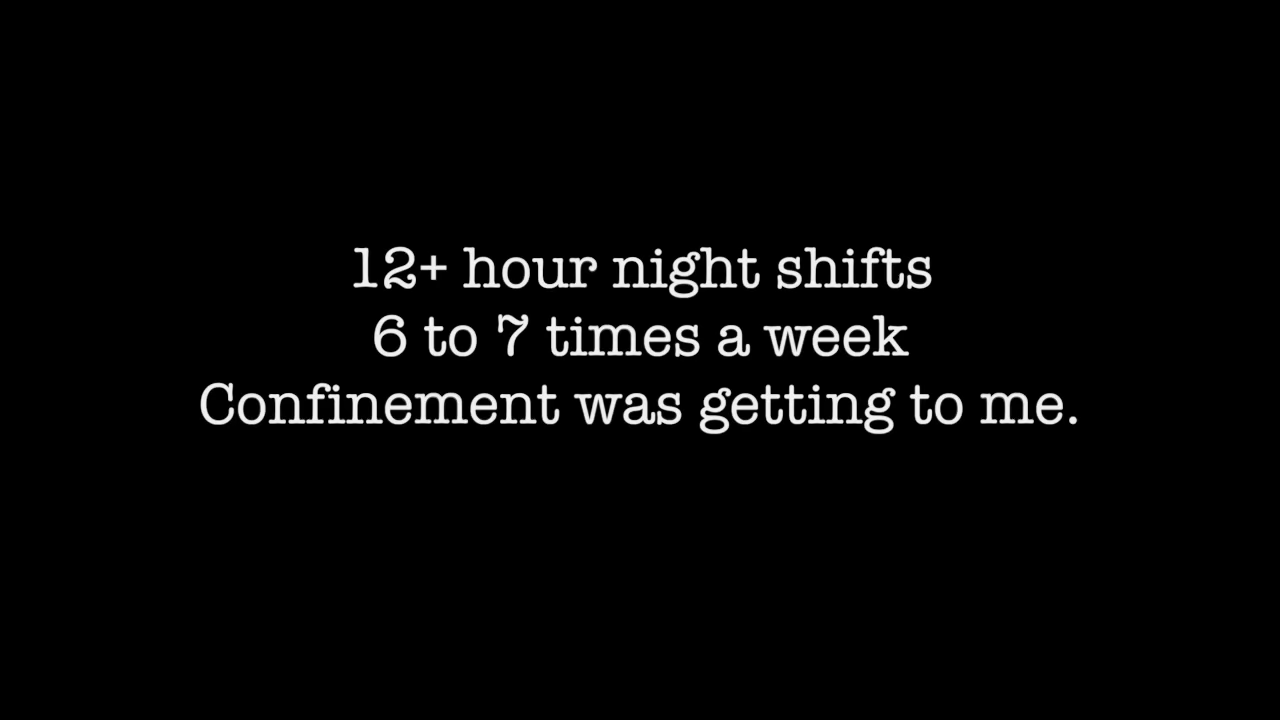 12+ hour night shifts
6 to 7 times a week
Confinement was getting to me.